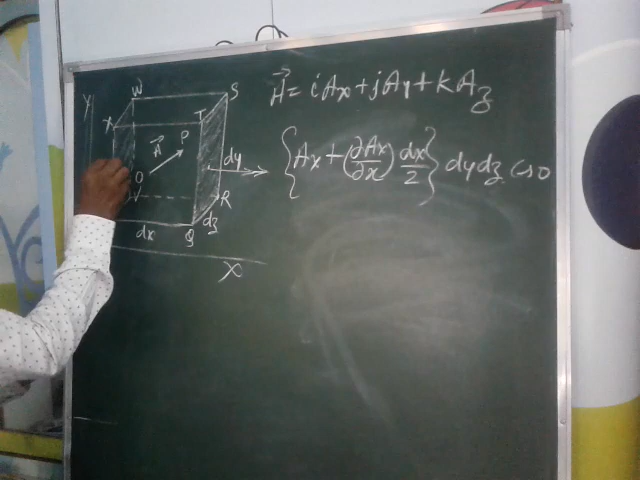 A⃗ = iAx + jAy + kAz
{Ax + (∂Ax/∂x) dx/2} dydz cos0
Y
W
S
X
T
P
A⃗
O
dy
V
R
dx
Q
dz
X